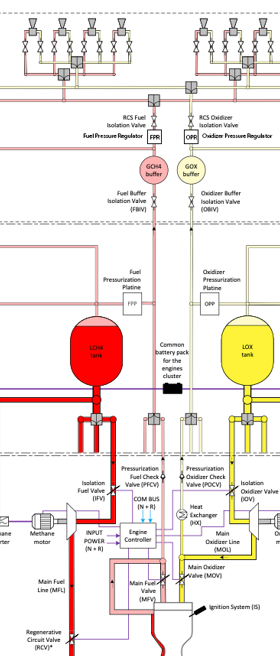 RCS Fuel
Isolation Valve
RCS Oxidizer
Isolation Valve
Fuel Pressure Regulator
FPR
OPR
Oxidizer Pressure Regulator
GCH4
buffer
GOX
buffer
Fuel Buffer
Isolation Valve
(FBIV)
Oxidizer Buffer
Isolation Valve
(OBIV)
Fuel
Pressurization
Platine
Oxidizer
Pressurization
Platine
FPP
OPP
LCH4
tank
LOX
tank
Common
battery pack
for the
engines
cluster
Isolation
Fuel Valve
(IFV)
Pressurization
Fuel Check
Valve (PFCV)
Pressurization
Oxidizer Check
Valve (POCV)
Isolation
Oxidizer Valve
(IOV)
COM BUS
(N + R)
Heat
Exchanger
(HX)
Methane
motor
INPUT
POWER
(N + R)
Engine
Controller
Main
Oxidizer Line
(MOL)
Main Fuel
Line (MFL)
Main Fuel
Valve
(MFV)
Main Oxidizer
Valve (MOV)
Ignition System (IS)
Regenerative
Circuit Valve
(RCV)*